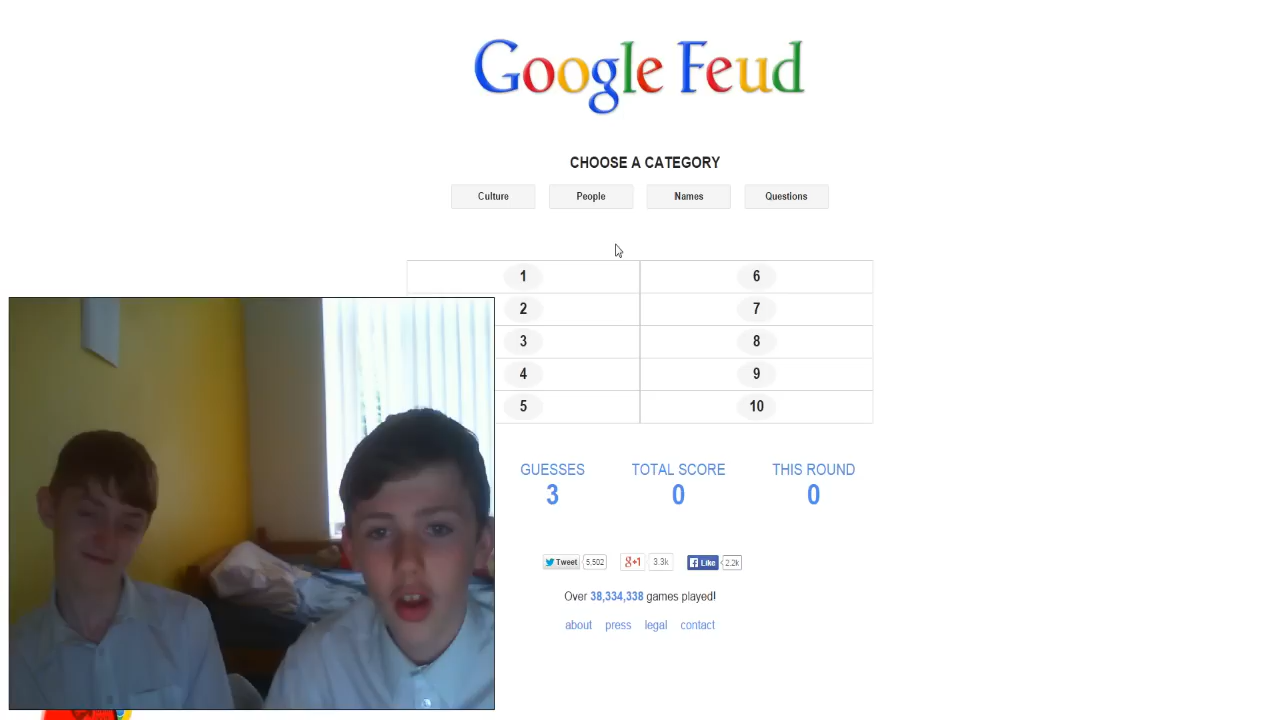 Google Feud
CHOOSE A CATEGORY
Culture People Names Questions
1 6
2 7
3 8
4 9
5 10
GUESSES TOTAL SCORE THIS ROUND
3 0 0
Tweet 5,502 g+1 3.3k Like 2.2k
Over 38,334,338 games played!
about press legal contact